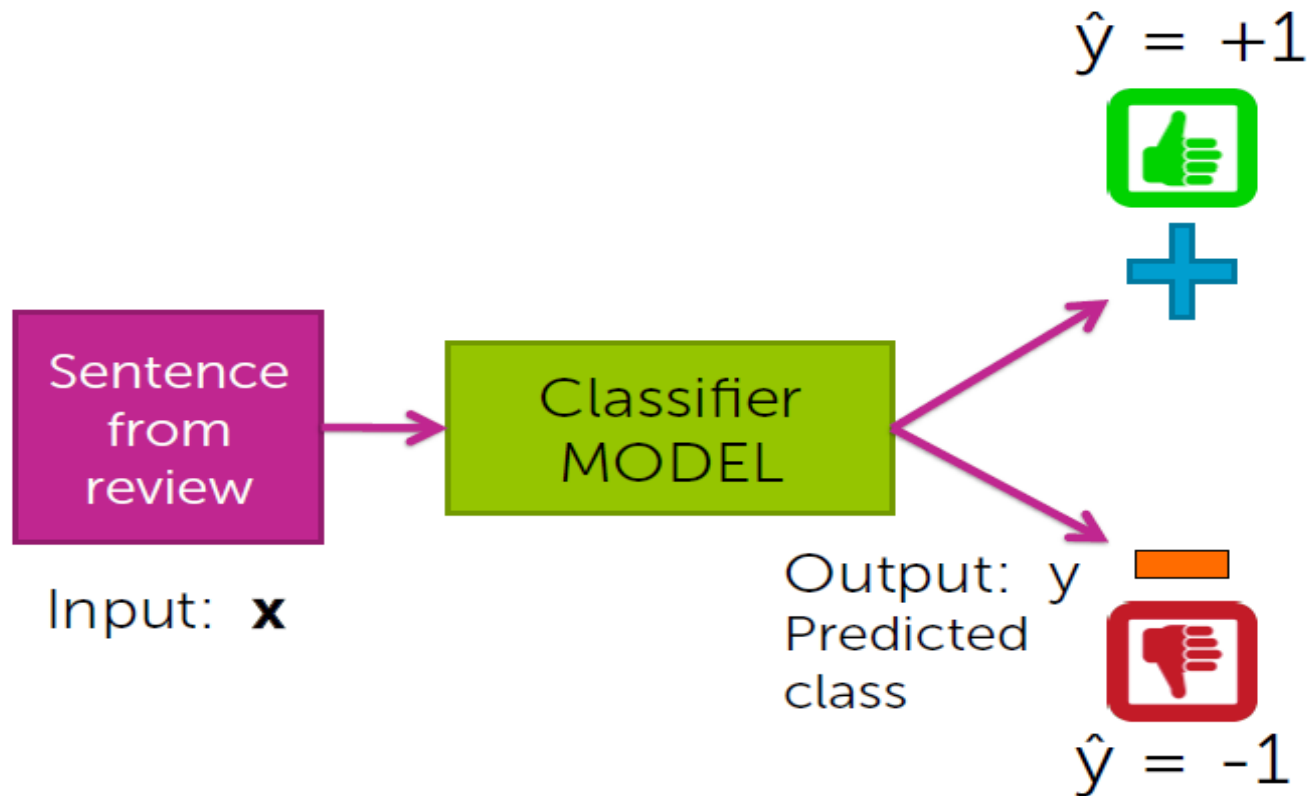 ŷ = +1
Sentence
from
review
Classifier
MODEL
Input: x
Output: y
Predicted
class
ŷ = -1